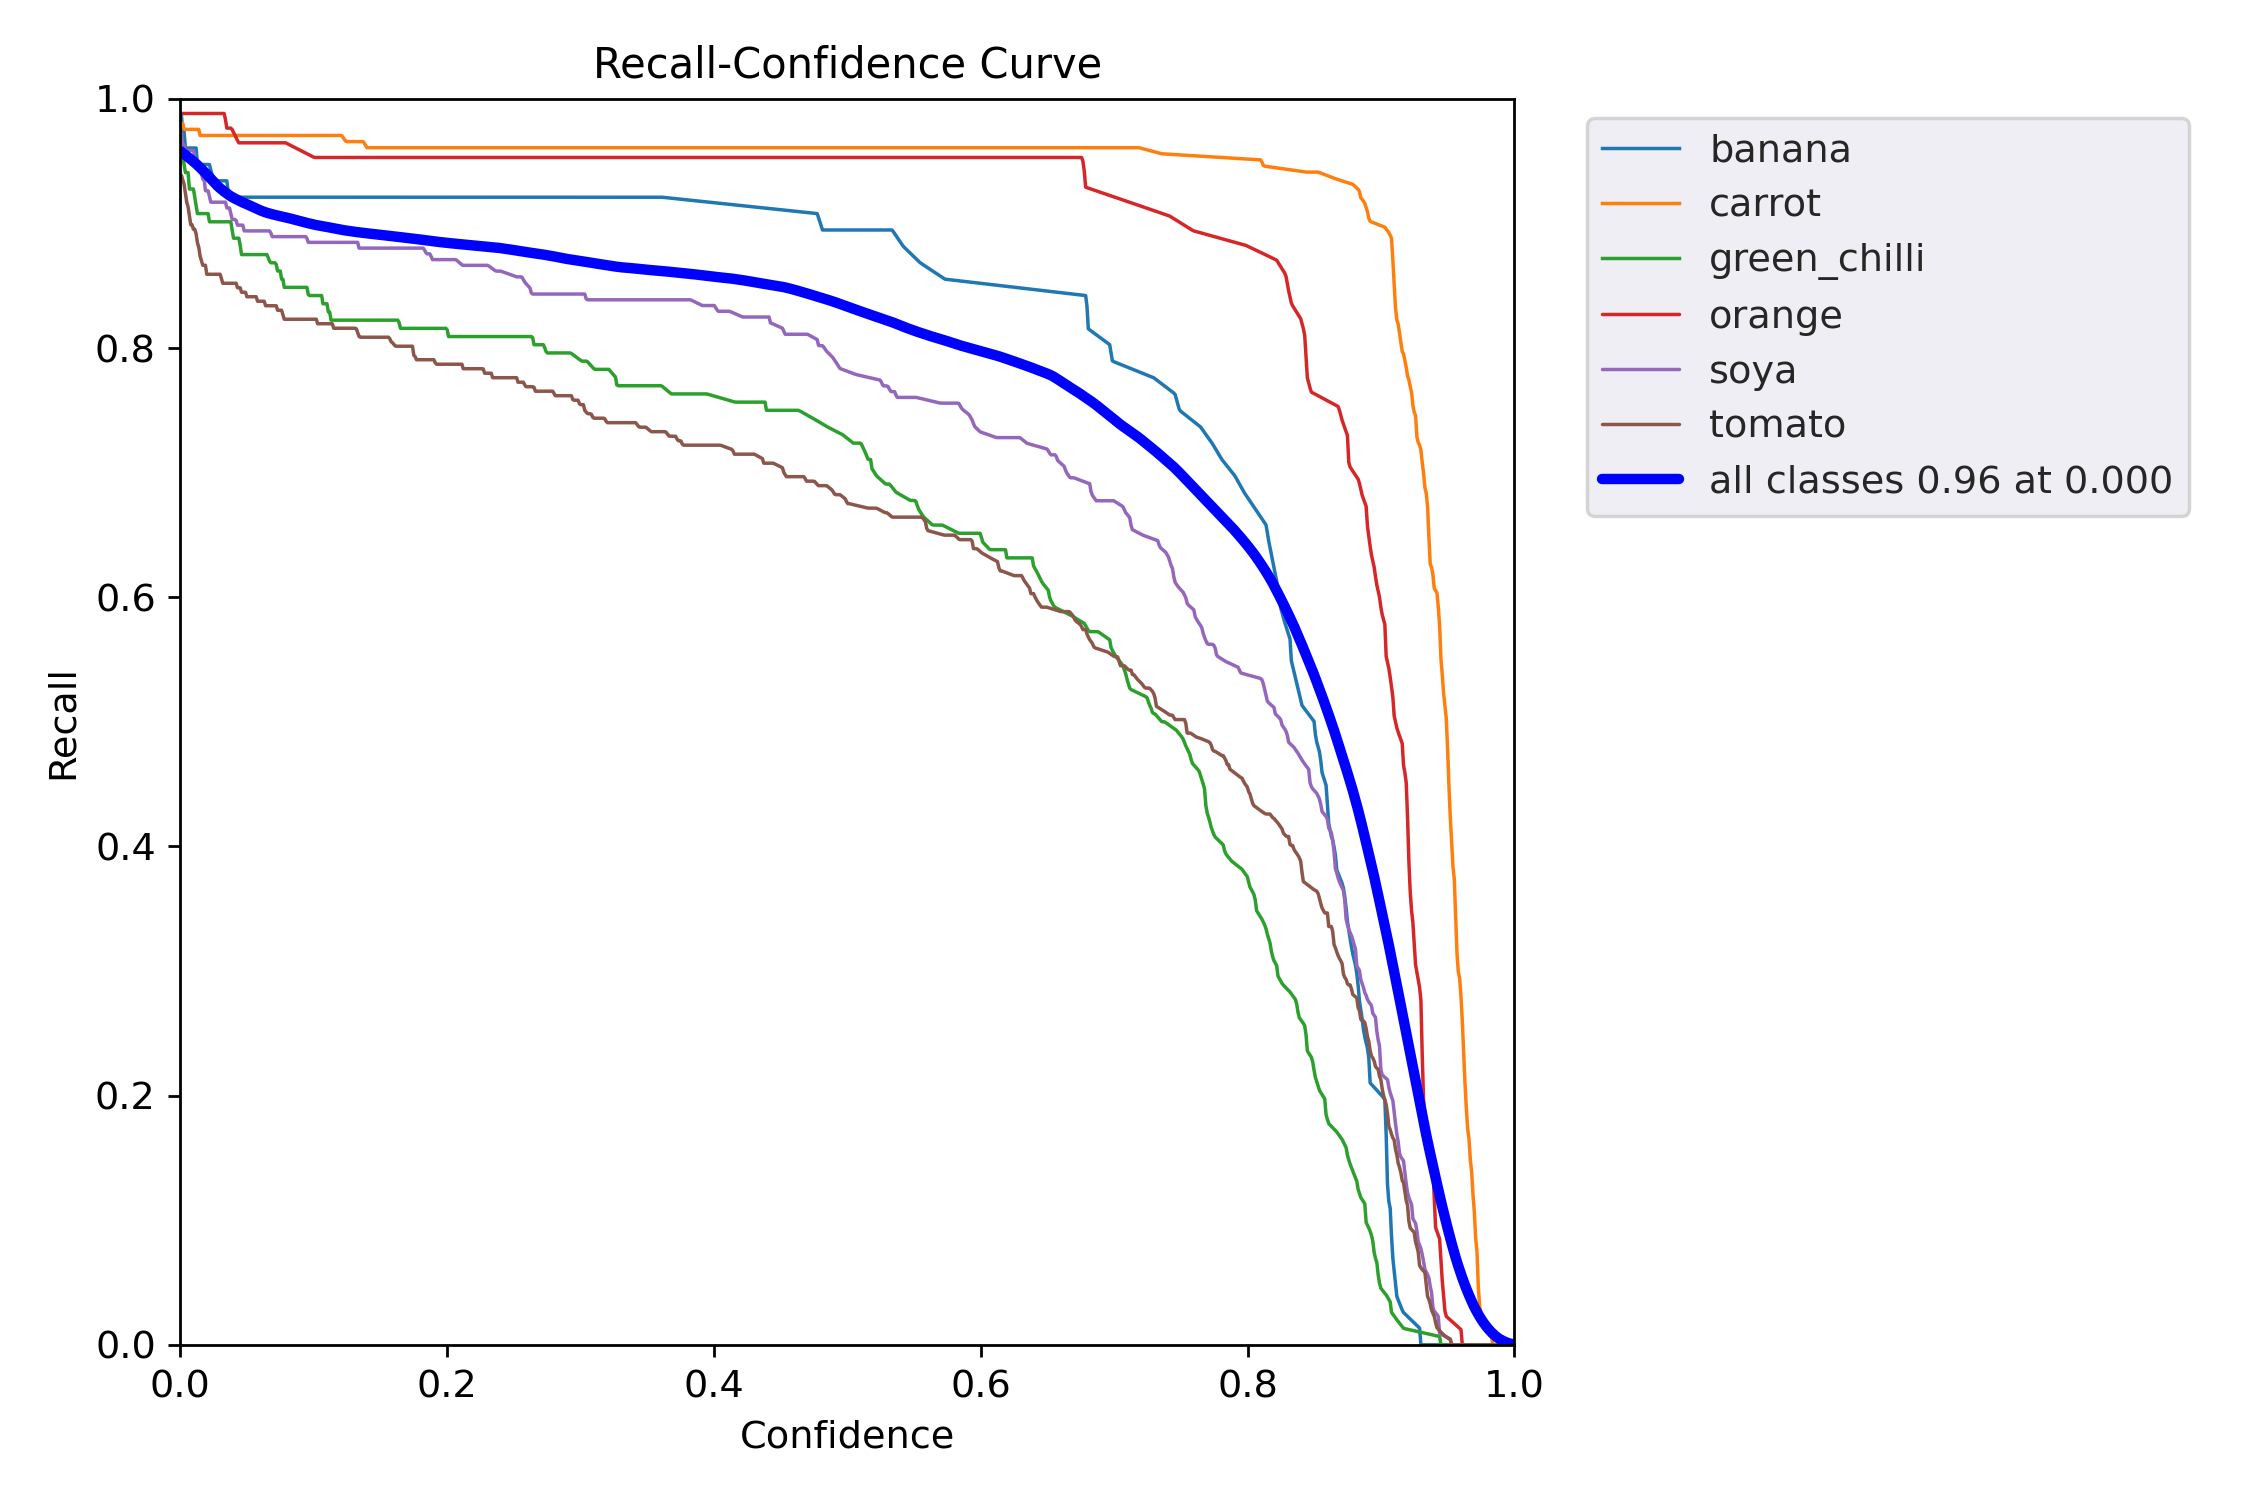 Recall-Confidence Curve
1.0
0.8
0.6
0.4
0.2
0.0
Recall
0.0 0.2 0.4 0.6 0.8 1.0
Confidence
banana
carrot
green_chilli
orange
soya
tomato
all classes 0.96 at 0.000